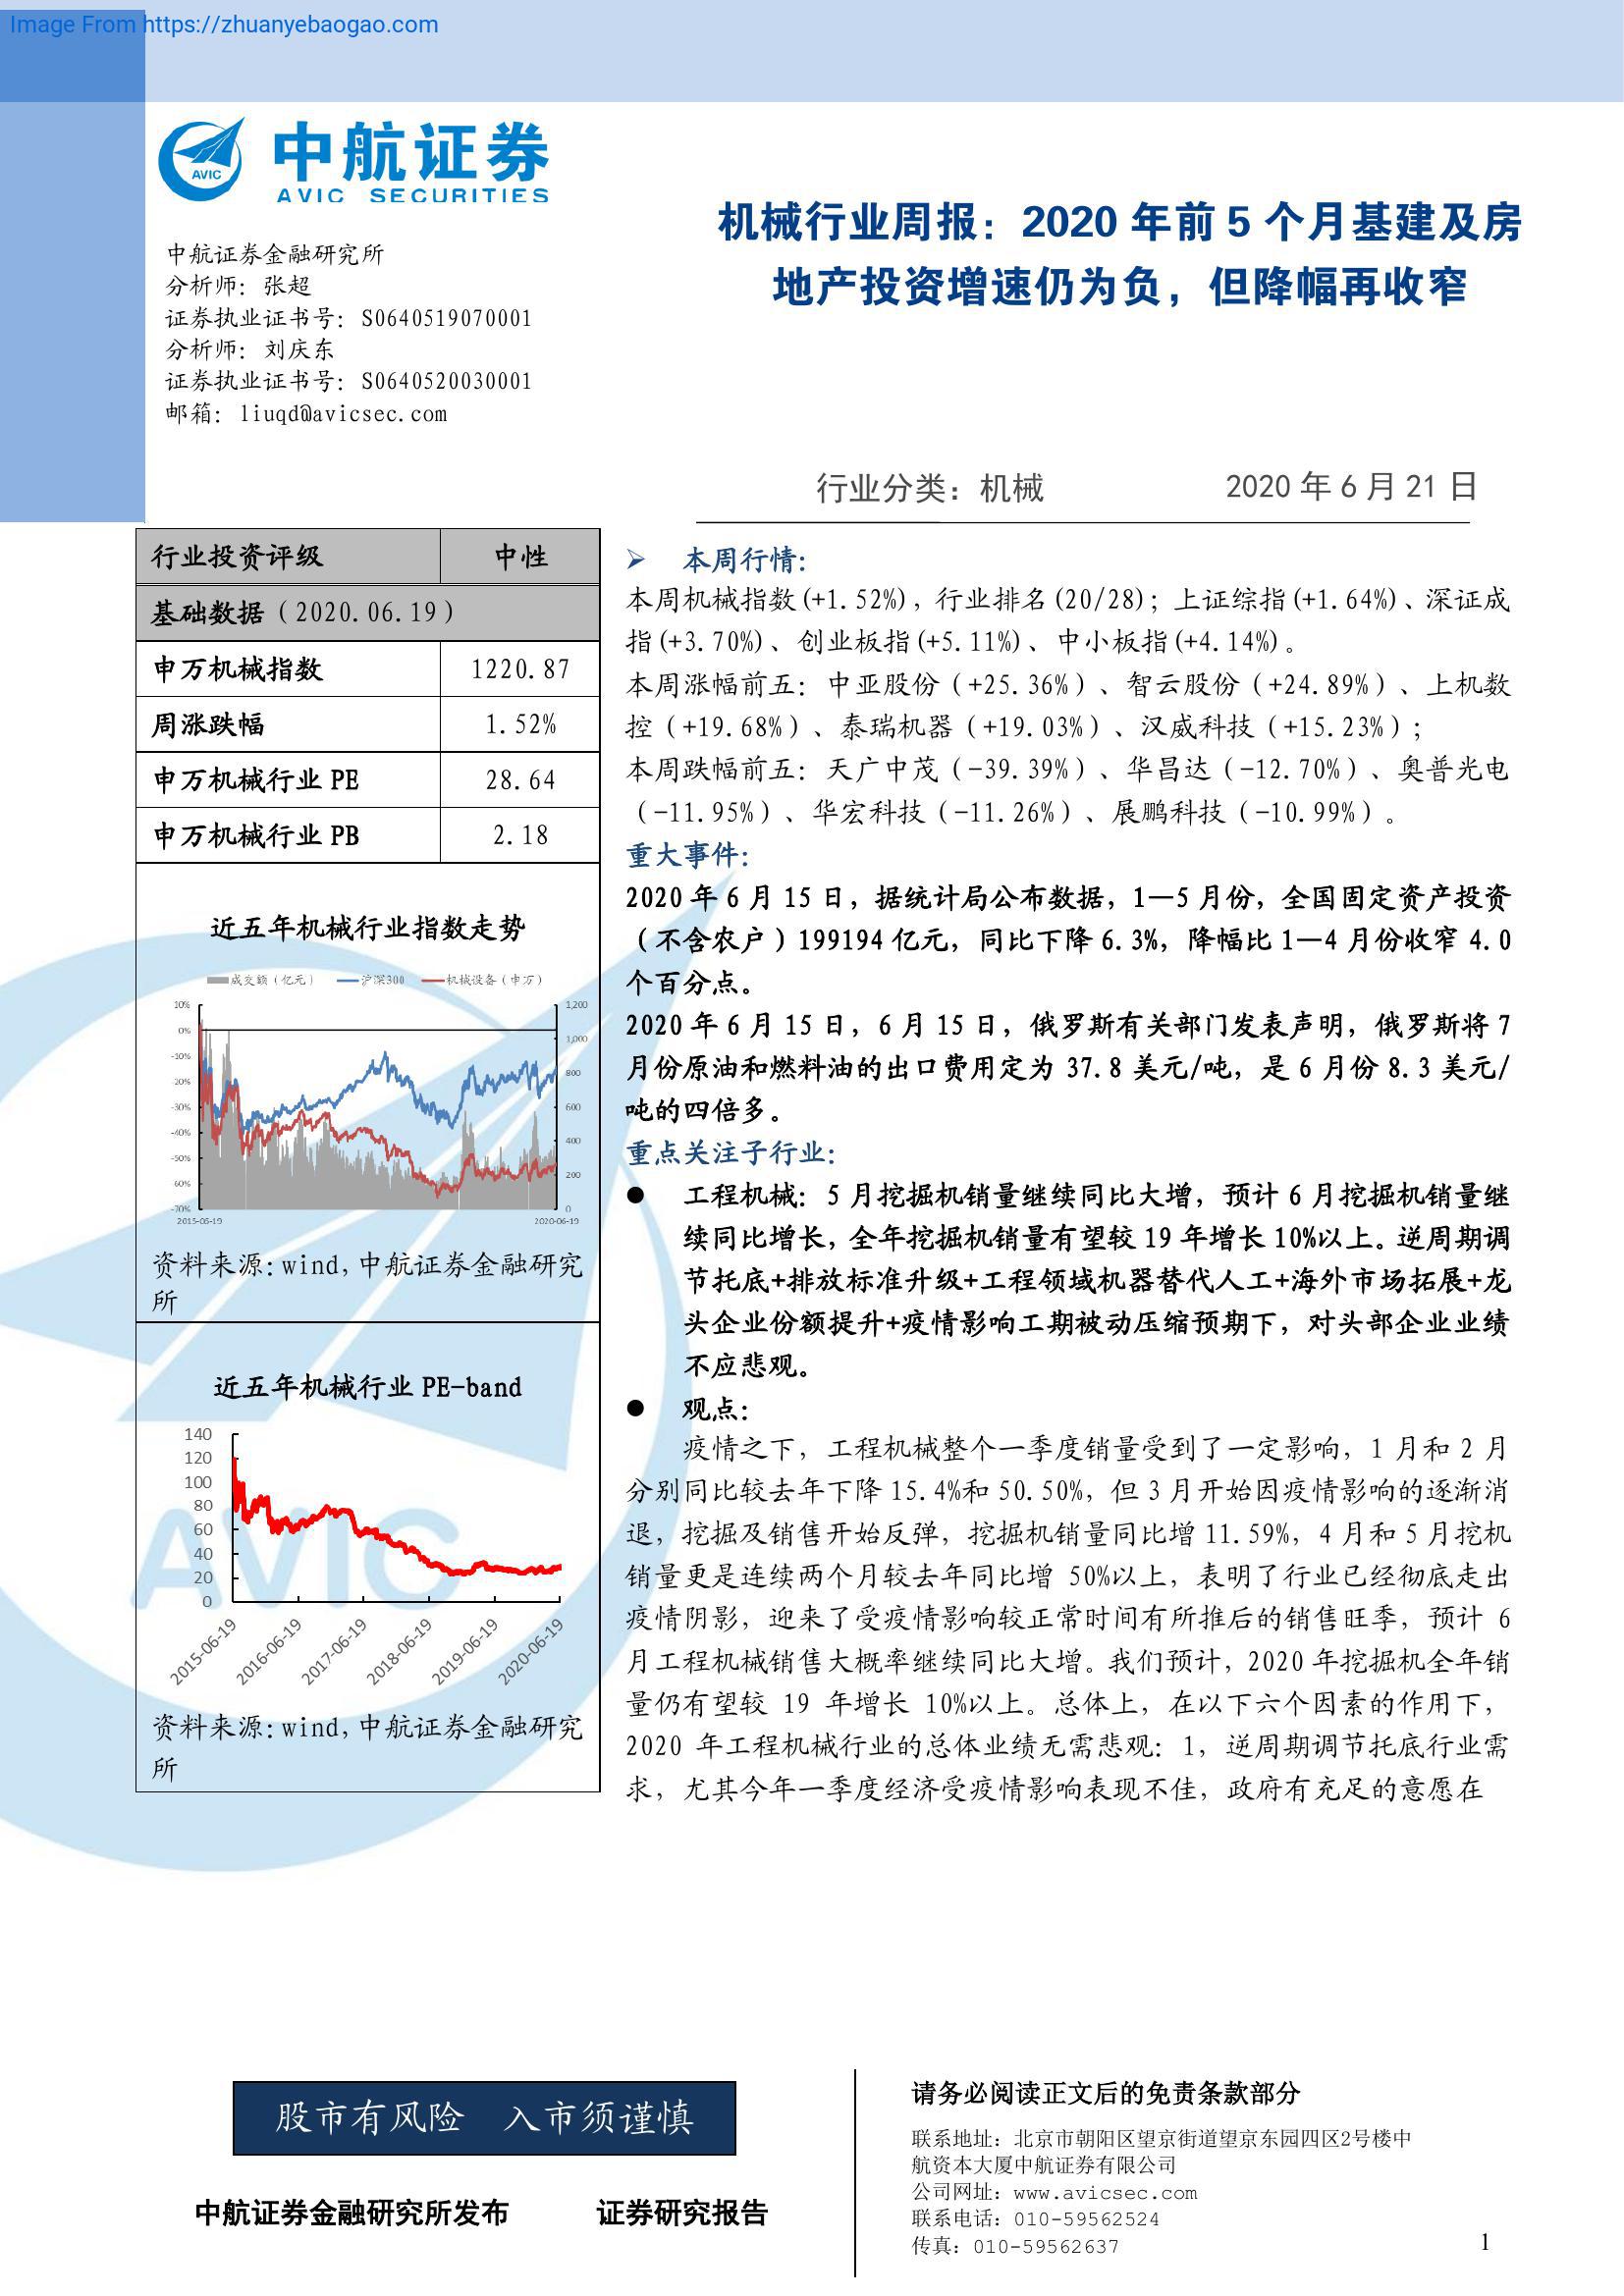 Image From https://zhuanyebaogao.com
AVIC
中航证券
AVIC SECURITIES
机械行业周报：2020 年前 5 个月基建及房
地产投资增速仍为负，但降幅再收窄
中航证券金融研究所
分析师：张超
证券执业证书号：S0640519070001
分析师：刘庆东
证券执业证书号：S0640520030001
邮箱：liuqd@avicsec.com
行业分类：机械 2020 年 6 月 21 日
行业投资评级 中性
基础数据（2020.06.19）
申万机械指数 1220.87
周涨跌幅 1.52%
申万机械行业 PE 28.64
申万机械行业 PB 2.18
近五年机械行业指数走势
成交额（亿元） 沪深300 机械设备（申万）
10% 1,200
0% 1,000
-10%
20% 800
-30% 600
-40% 400
-50% 200
60%
-70% 0
2015-06-19 2020-06-19
资料来源：wind，中航证券金融研究
所
近五年机械行业 PE-band
140
120
100
80
60
40
20
0
2015-06-19 2016-06-19 2017-06-19 2018-06-19 2019-06-19 2020-06-19
资料来源：wind，中航证券金融研究
所
AVIC
➢ 本周行情：
本周机械指数(+1.52%)，行业排名(20/28)；上证综指(+1.64%)、深证成
指(+3.70%)、创业板指(+5.11%)、中小板指(+4.14%)。
本周涨幅前五：中亚股份（+25.36%）、智云股份（+24.89%）、上机数
控（+19.68%）、泰瑞机器（+19.03%）、汉威科技（+15.23%）；
本周跌幅前五：天广中茂（-39.39%）、华昌达（-12.70%）、奥普光电
（-11.95%）、华宏科技（-11.26%）、展鹏科技（-10.99%）。
重大事件：
2020 年 6 月 15 日，据统计局公布数据，1—5 月份，全国固定资产投资
（不含农户）199194 亿元，同比下降 6.3%，降幅比 1—4 月份收窄 4.0
个百分点。
2020 年 6 月 15 日，6 月 15 日，俄罗斯有关部门发表声明，俄罗斯将 7
月份原油和燃料油的出口费用定为 37.8 美元/吨，是 6 月份 8.3 美元/
吨的四倍多。
重点关注子行业：
● 工程机械：5 月挖掘机销量继续同比大增，预计 6 月挖掘机销量继
续同比增长，全年挖掘机销量有望较 19 年增长 10%以上。逆周期调
节托底+排放标准升级+工程领域机器替代人工+海外市场拓展+龙
头企业份额提升+疫情影响工期被动压缩预期下，对头部企业业绩
不应悲观。
● 观点：
疫情之下，工程机械整个一季度销量受到了一定影响，1 月和 2 月
分别同比较去年下降 15.4%和 50.50%，但 3 月开始因疫情影响的逐渐消
退，挖掘及销售开始反弹，挖掘机销量同比增 11.59%，4 月和 5 月挖机
销量更是连续两个月较去年同比增 50%以上，表明了行业已经彻底走出
疫情阴影，迎来了受疫情影响较正常时间有所推后的销售旺季，预计 6
月工程机械销售大概率继续同比大增。我们预计，2020 年挖掘机全年销
量仍有望较 19 年增长 10%以上。总体上，在以下六个因素的作用下，
2020 年工程机械行业的总体业绩无需悲观：1，逆周期调节托底行业需
求，尤其今年一季度经济受疫情影响表现不佳，政府有充足的意愿在
股市有风险 入市须谨慎
中航证券金融研究所发布 证券研究报告
请务必阅读正文后的免责条款部分
联系地址：北京市朝阳区望京街道望京东园四区2号楼中
航资本大厦中航证券有限公司
公司网址：www.avicsec.com
联系电话：010-59562524
传真：010-59562637
1